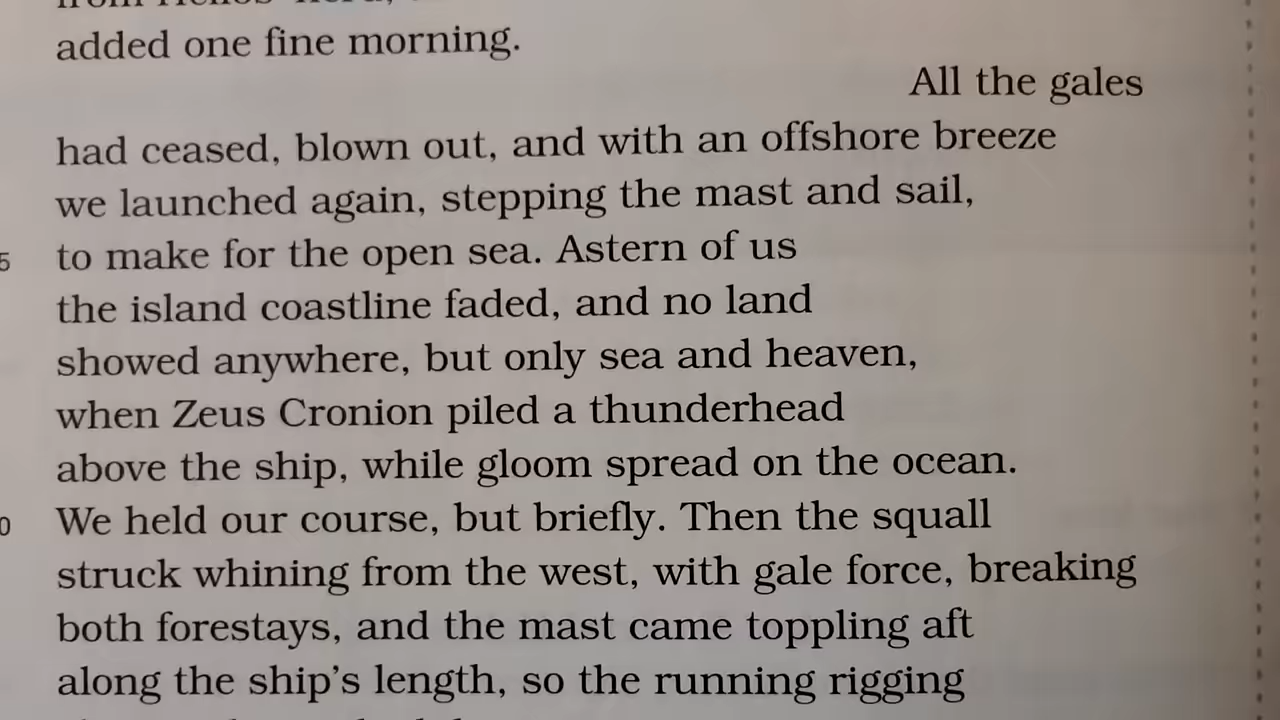 added one fine morning.
All the gales
had ceased, blown out, and with an offshore breeze
we launched again, stepping the mast and sail,
5 to make for the open sea. Astern of us
the island coastline faded, and no land
showed anywhere, but only sea and heaven,
when Zeus Cronion piled a thunderhead
above the ship, while gloom spread on the ocean.
0 We held our course, but briefly. Then the squall
struck whining from the west, with gale force, breaking
both forestays, and the mast came toppling aft
along the ship's length, so the running rigging